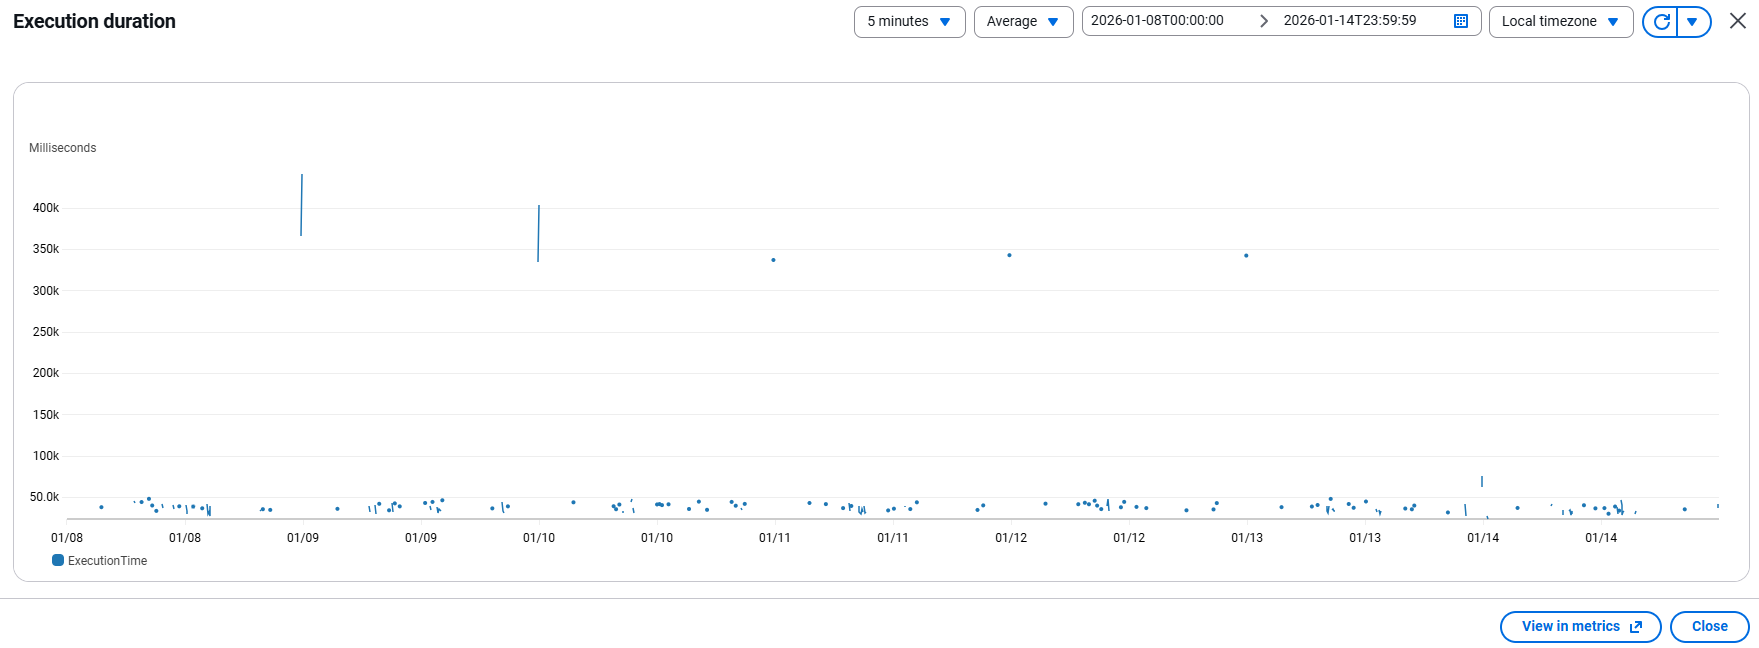 Execution duration
5 minutes
Average
2026-01-08T00:00:00
2026-01-14T23:59:59
Local timezone
Milliseconds
400k
350k
300k
250k
200k
150k
100k
50.0k
01/08 01/08 01/09 01/09 01/10 01/10 01/11 01/11 01/12 01/12 01/13 01/13 01/14 01/14
ExecutionTime
View in metrics
Close